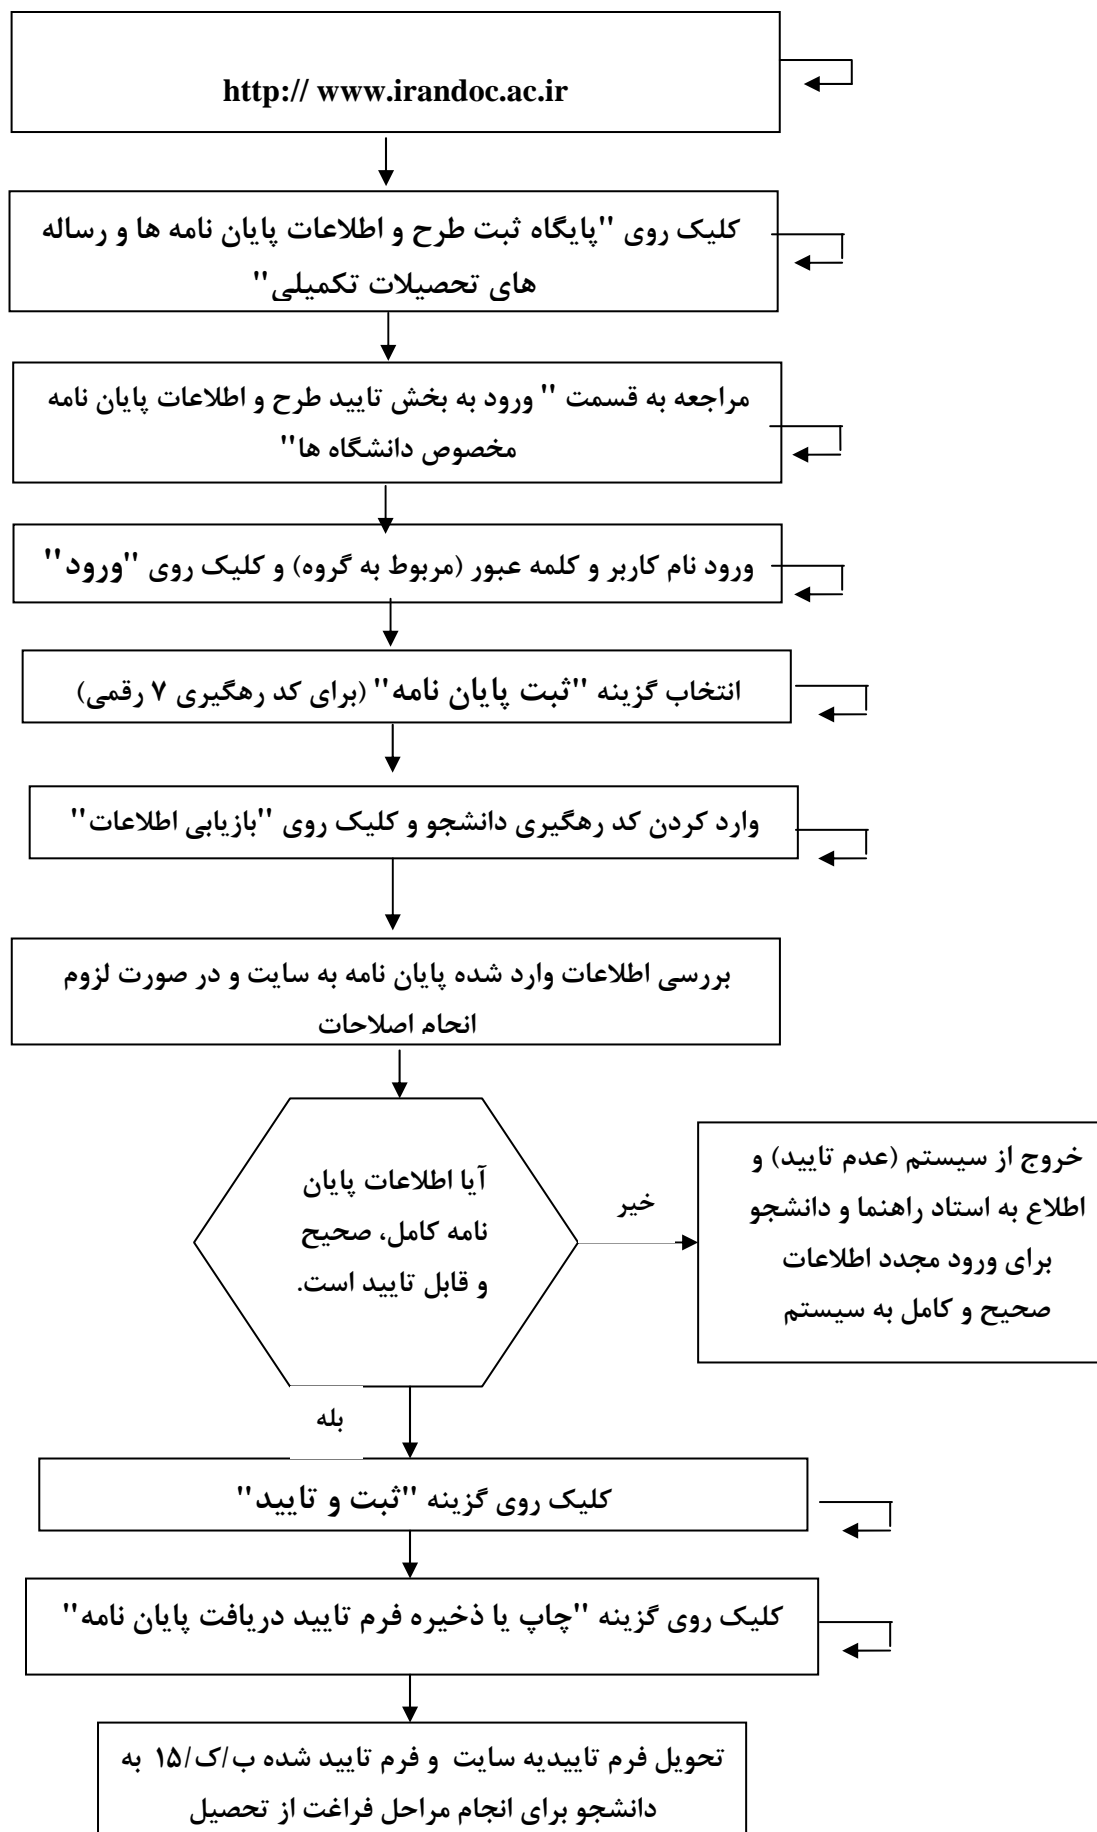 http:// www.irandoc.ac.ir
کلیک روی "پایگاه ثبت طرح و اطلاعات پایان نامه ها و رساله
های تحصیلات تکمیلی"
مراجعه به قسمت " ورود به بخش تایید طرح و اطلاعات پایان نامه
مخصوص دانشگاه ها"
ورود نام کاربر و کلمه عبور (مربوط به گروه) و کلیک روی "ورود"
انتخاب گزینه "ثبت پایان نامه" (برای کد رهگیری ۷ رقمی)
وارد کردن کد رهگیری دانشجو و کلیک روی "بازیابی اطلاعات"
بررسی اطلاعات وارد شده پایان نامه به سایت و در صورت لزوم
انجام اصلاحات
آیا اطلاعات پایان
نامه کامل، صحیح
و قابل تایید است.
خیر
خروج از سیستم (عدم تایید) و
اطلاع به استاد راهنما و دانشجو
برای ورود مجدد اطلاعات
صحیح و کامل به سیستم
بله
کلیک روی گزینه "ثبت و تایید"
کلیک روی گزینه "چاپ یا ذخیره فرم تایید دریافت پایان نامه"
تحویل فرم تاییدیه سایت و فرم تایید شده ب/ک/۱۵ به
دانشجو برای انجام مراحل فراغت از تحصیل